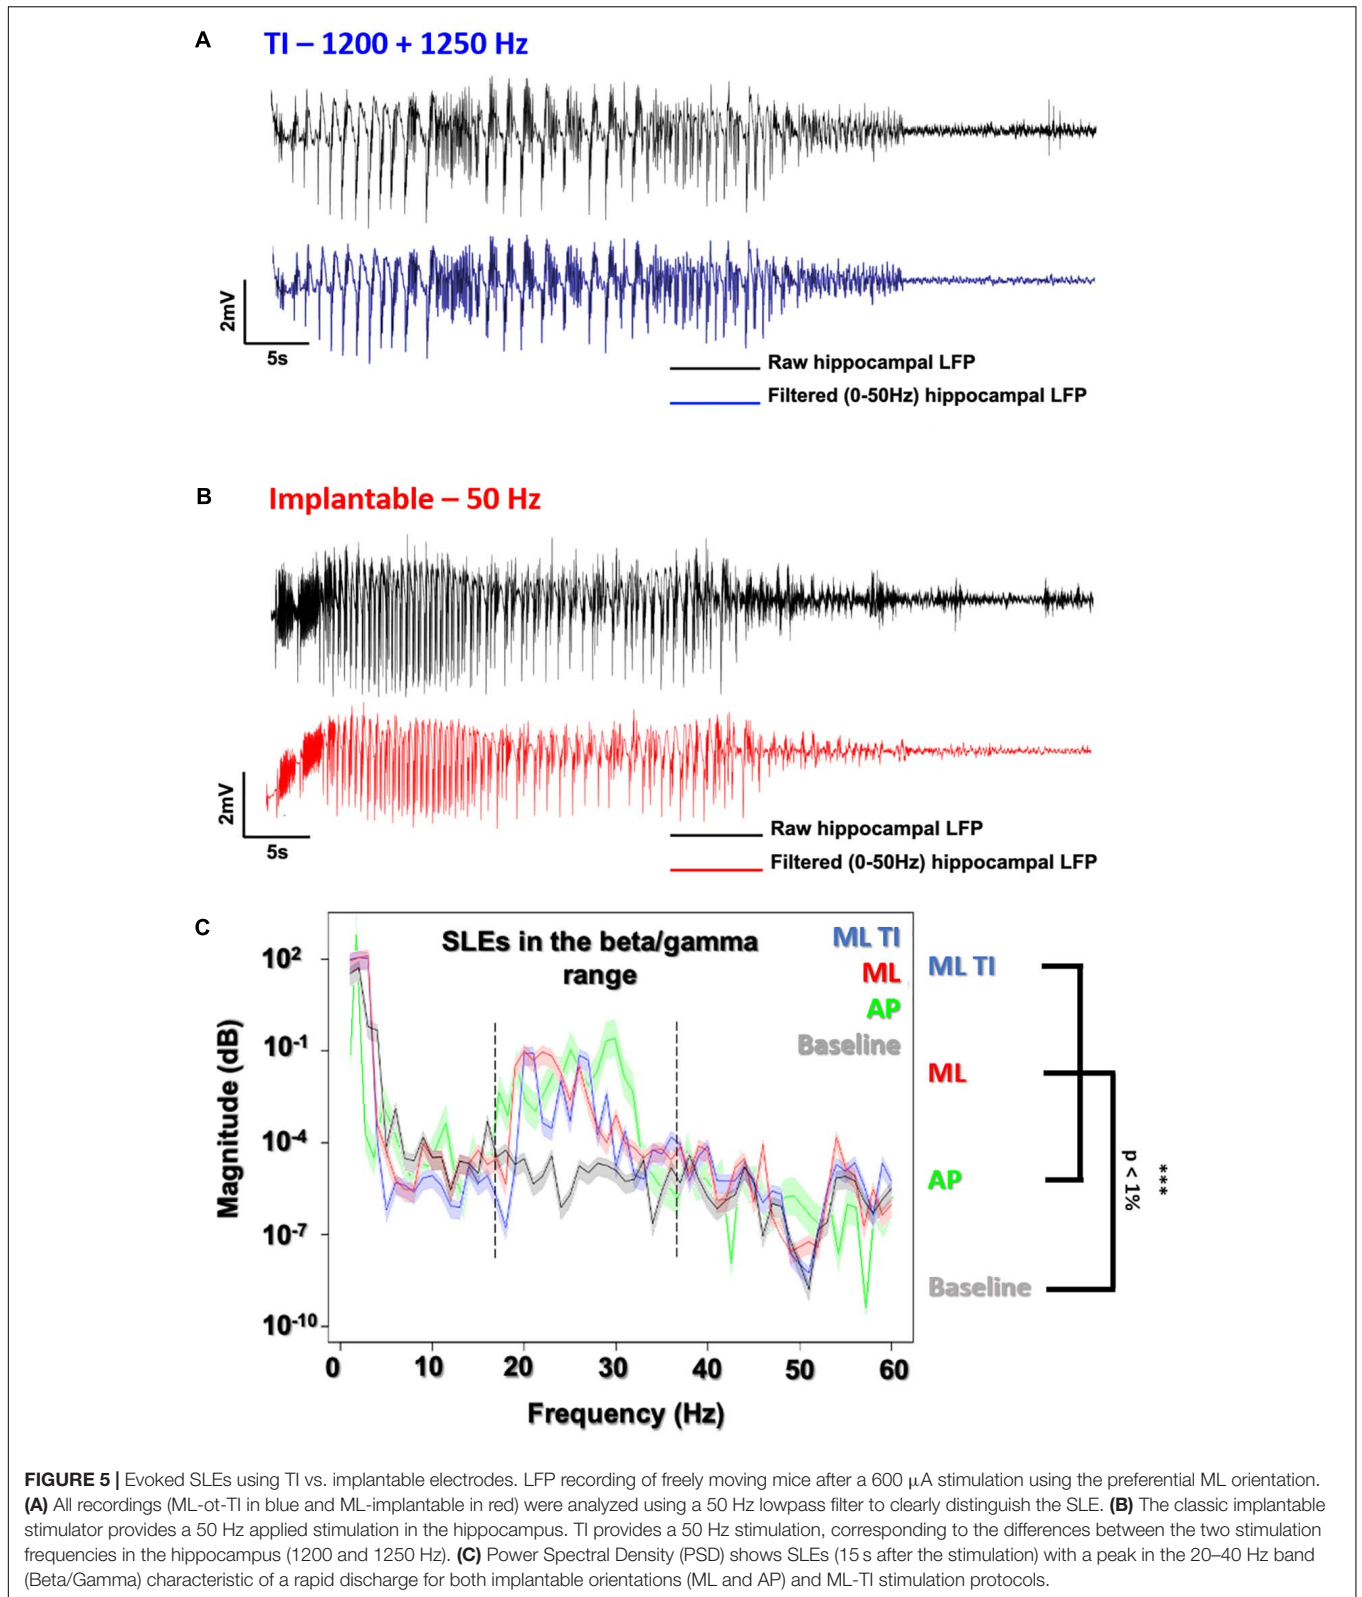 A
TI – 1200 + 1250 Hz
2mV
5s
Raw hippocampal LFP
Filtered (0-50Hz) hippocampal LFP
B
Implantable – 50 Hz
2mV
5s
Raw hippocampal LFP
Filtered (0-50Hz) hippocampal LFP
C
SLEs in the beta/gamma
range
ML TI
ML
AP
Baseline
Magnitude (dB)
10²
10⁻¹
10⁻⁴
10⁻⁷
10⁻¹⁰
0 10 20 30 40 50 60
Frequency (Hz)
ML TI
ML
AP
Baseline
***
p < 1%
FIGURE 5 | Evoked SLEs using TI vs. implantable electrodes. LFP recording of freely moving mice after a 600 µA stimulation using the preferential ML orientation.
(A) All recordings (ML-ot-TI in blue and ML-implantable in red) were analyzed using a 50 Hz lowpass filter to clearly distinguish the SLE. (B) The classic implantable
stimulator provides a 50 Hz applied stimulation in the hippocampus. TI provides a 50 Hz stimulation, corresponding to the differences between the two stimulation
frequencies in the hippocampus (1200 and 1250 Hz). (C) Power Spectral Density (PSD) shows SLEs (15 s after the stimulation) with a peak in the 20–40 Hz band
(Beta/Gamma) characteristic of a rapid discharge for both implantable orientations (ML and AP) and ML-TI stimulation protocols.